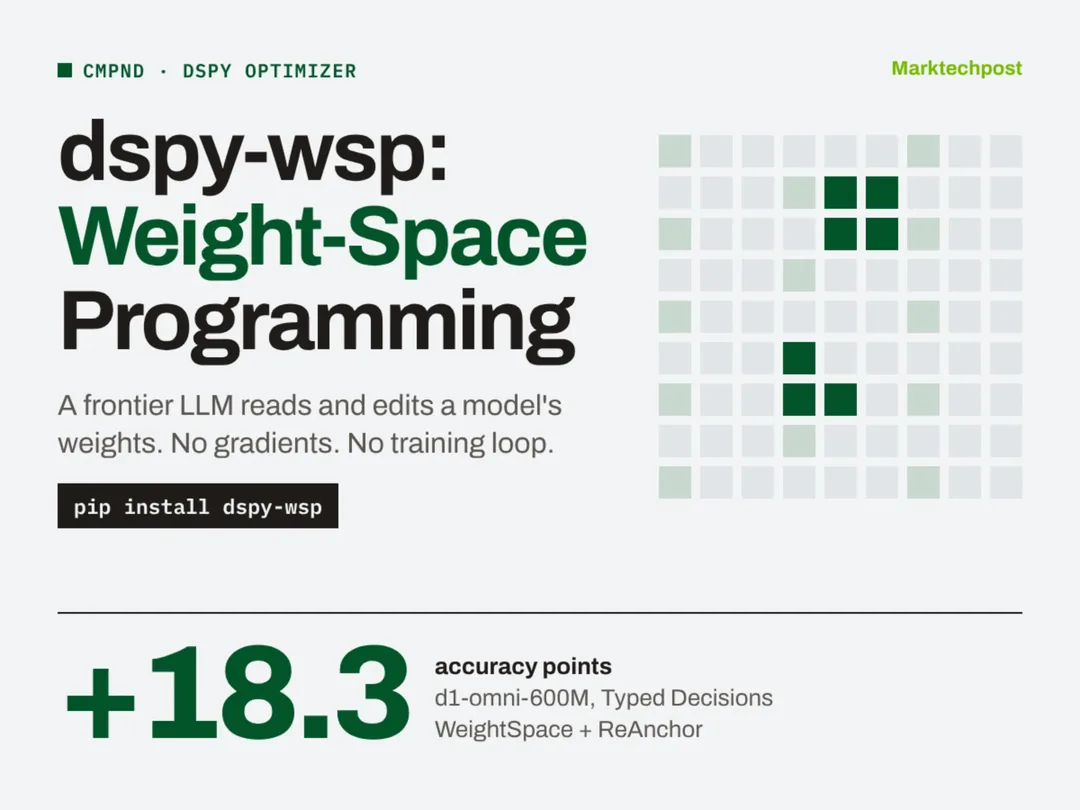 CMPND · DSPY OPTIMIZER
Marktechpost
dspy-wsp:
Weight-Space
Programming
A frontier LLM reads and edits a model's
weights. No gradients. No training loop.
pip install dspy-wsp
+18.3
accuracy points
d1-omni-600M, Typed Decisions
WeightSpace + ReAnchor